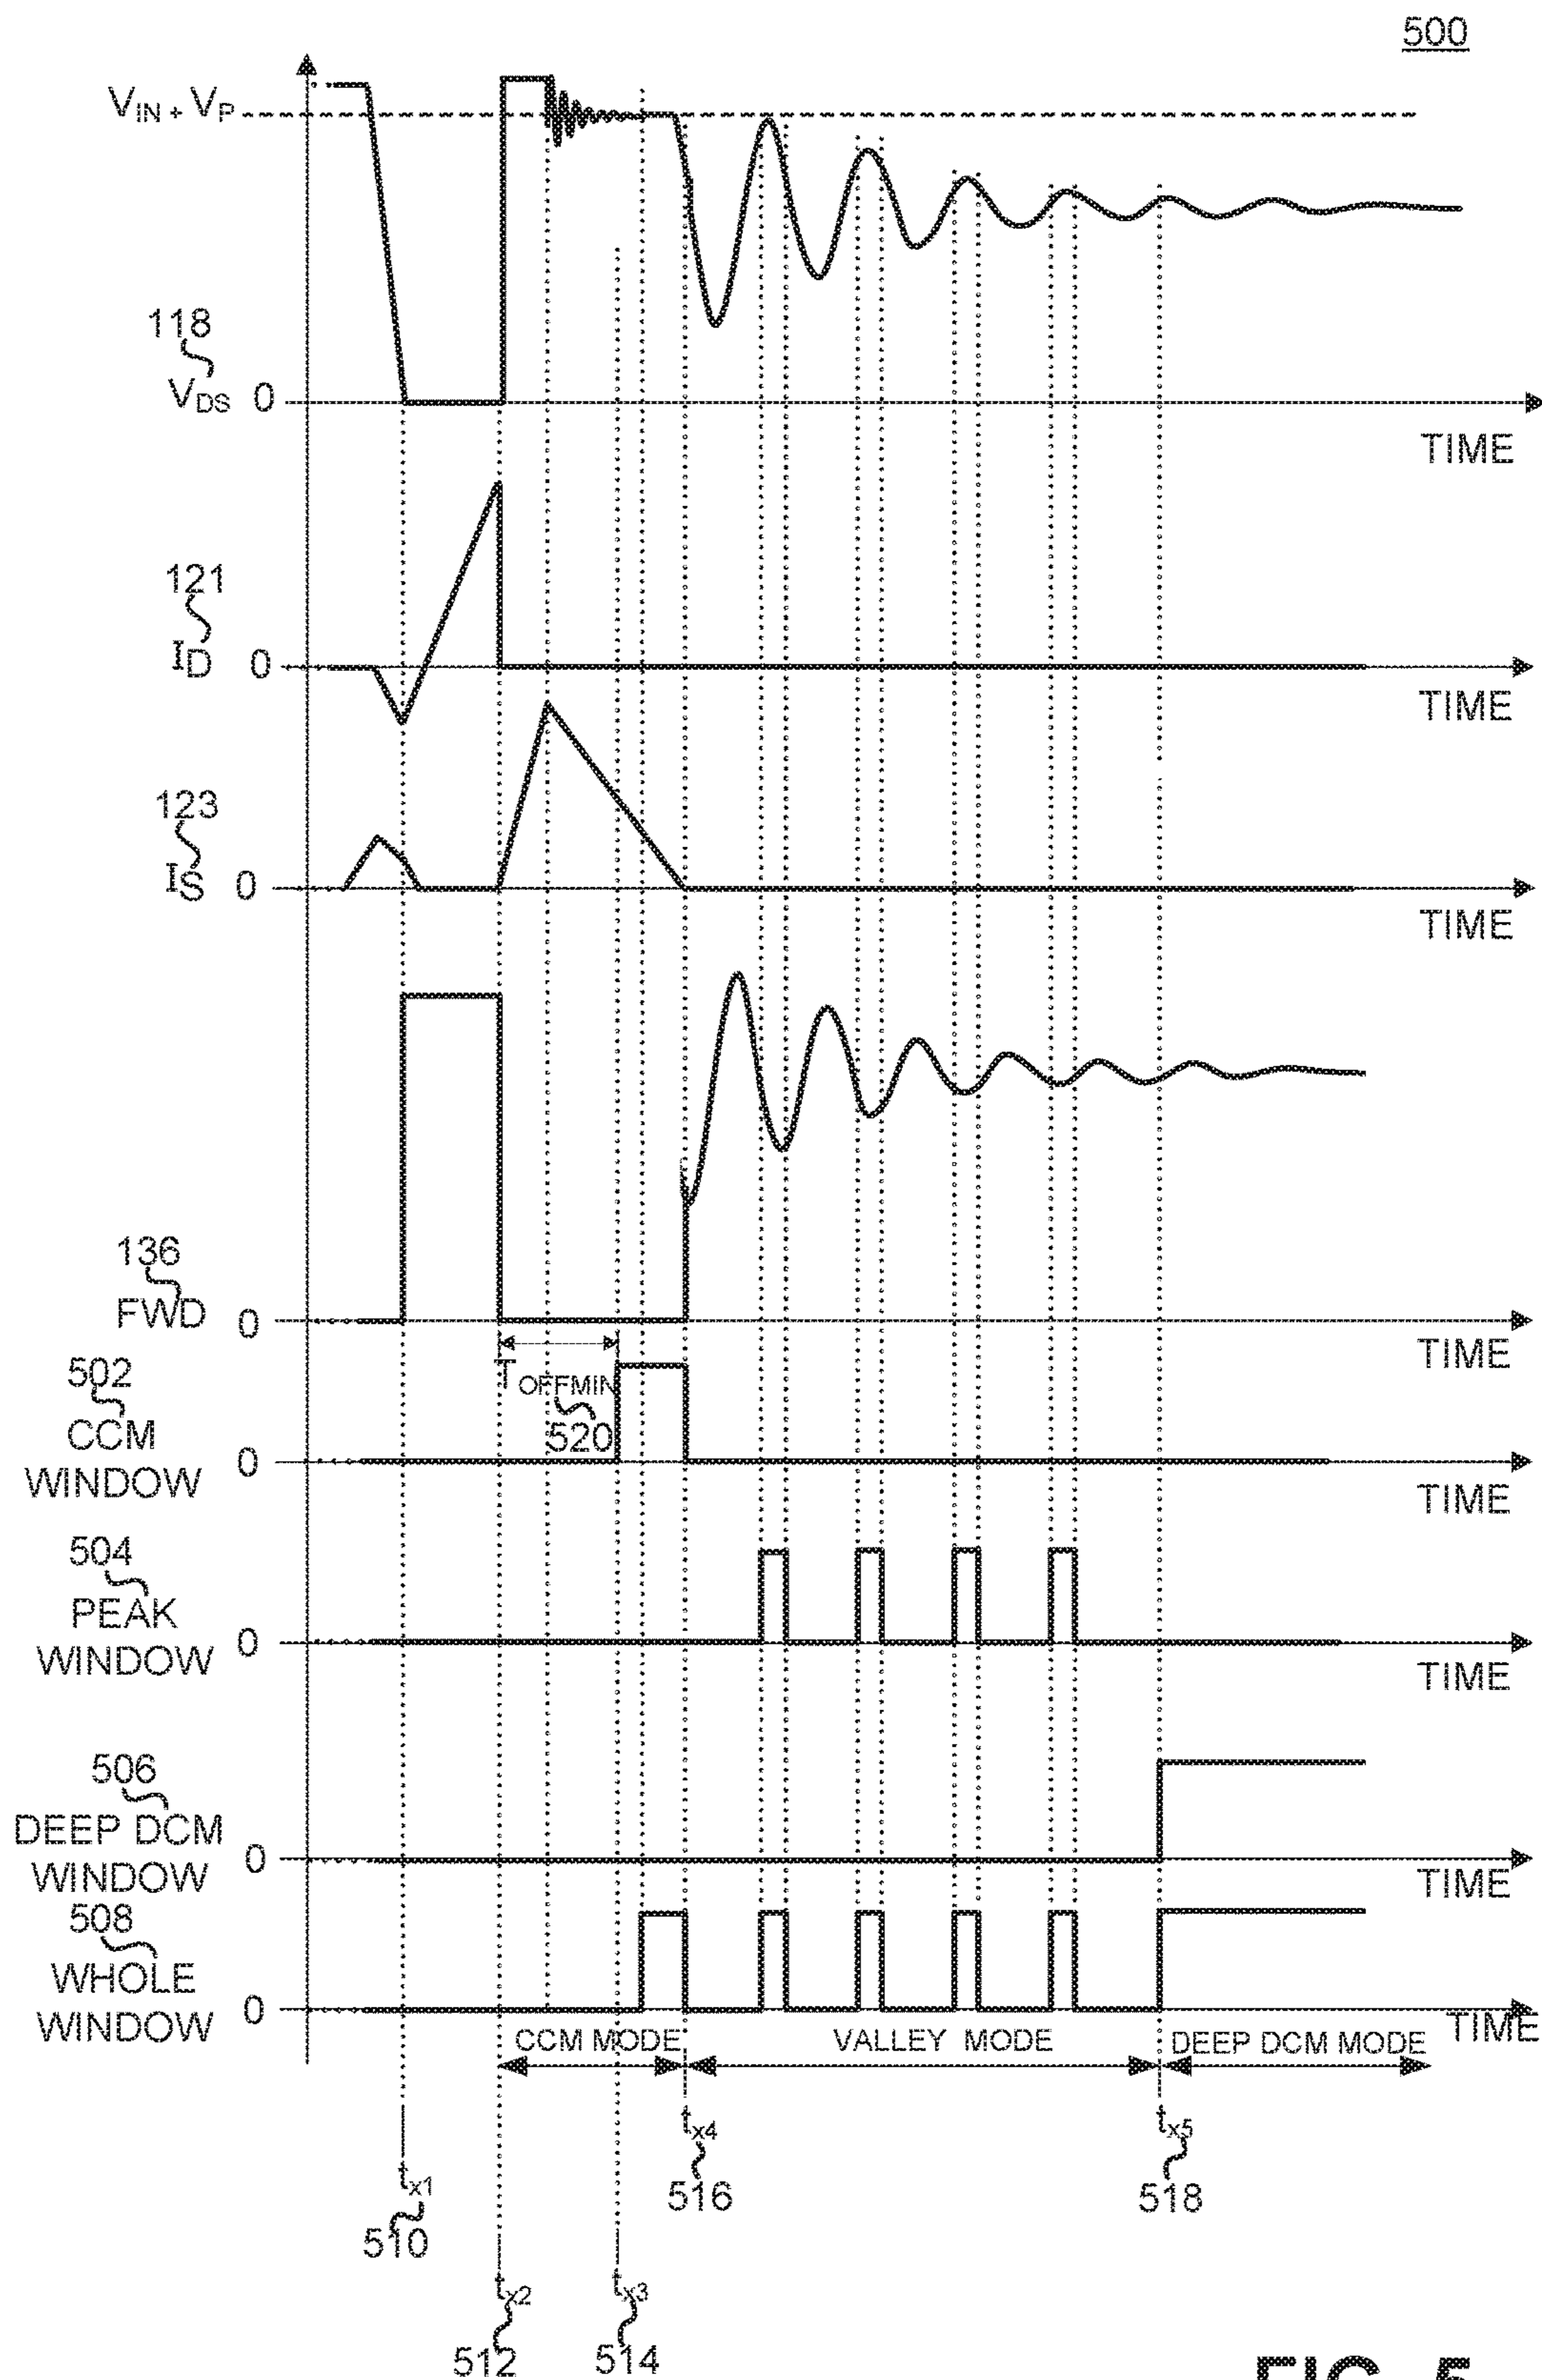 500
VIN + VP
118
VDS 0
TIME
121
ID 0
TIME
123
IS 0
TIME
136
FWD 0
TIME
TOFFMIN
520
502
CCM
WINDOW 0
TIME
504
PEAK
WINDOW 0
TIME
506
DEEP DCM
WINDOW 0
TIME
508
WHOLE
WINDOW 0
TIME
CCM MODE VALLEY MODE DEEP DCM MODE
tx4 tx5
516 518
tx1
510
tx2 tx3
512 514
FIG. 5